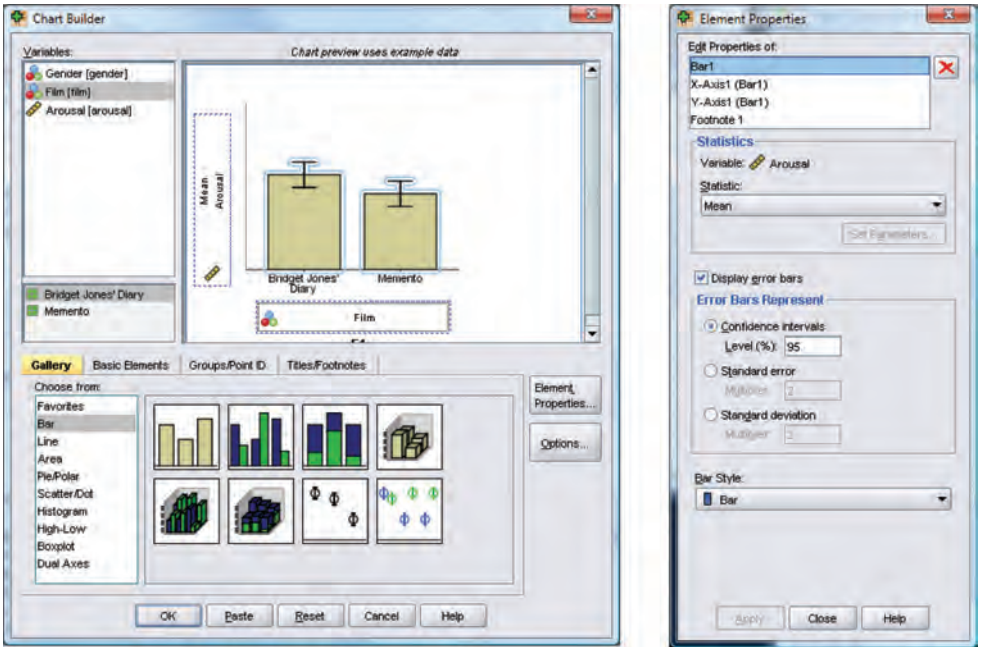 Chart Builder
Variables:
Gender [gender]
Film [film]
Arousal [arousal]
Bridget Jones' Diary
Memento
Chart preview uses example data
Mean
Arousal
Bridget Jones'
Diary
Memento
Film
Gallery
Basic Elements
Groups/Point ID
Titles/Footnotes
Choose from:
Favorites
Bar
Line
Area
Pie/Polar
Scatter/Dot
Histogram
High-Low
Boxplot
Dual Axes
Element
Properties...
Options...
OK
Paste
Reset
Cancel
Help
Element Properties
Edit Properties of:
Bar1
X-Axis1 (Bar1)
Y-Axis1 (Bar1)
Footnote 1
Statistics
Variable: Arousal
Statistic:
Mean
Set Parameters...
Display error bars
Error Bars Represent
Confidence intervals
Level (%): 95
Standard error
Multiplier: 2
Standard deviation
Multiplier: 2
Bar Style:
Bar
Apply
Close
Help